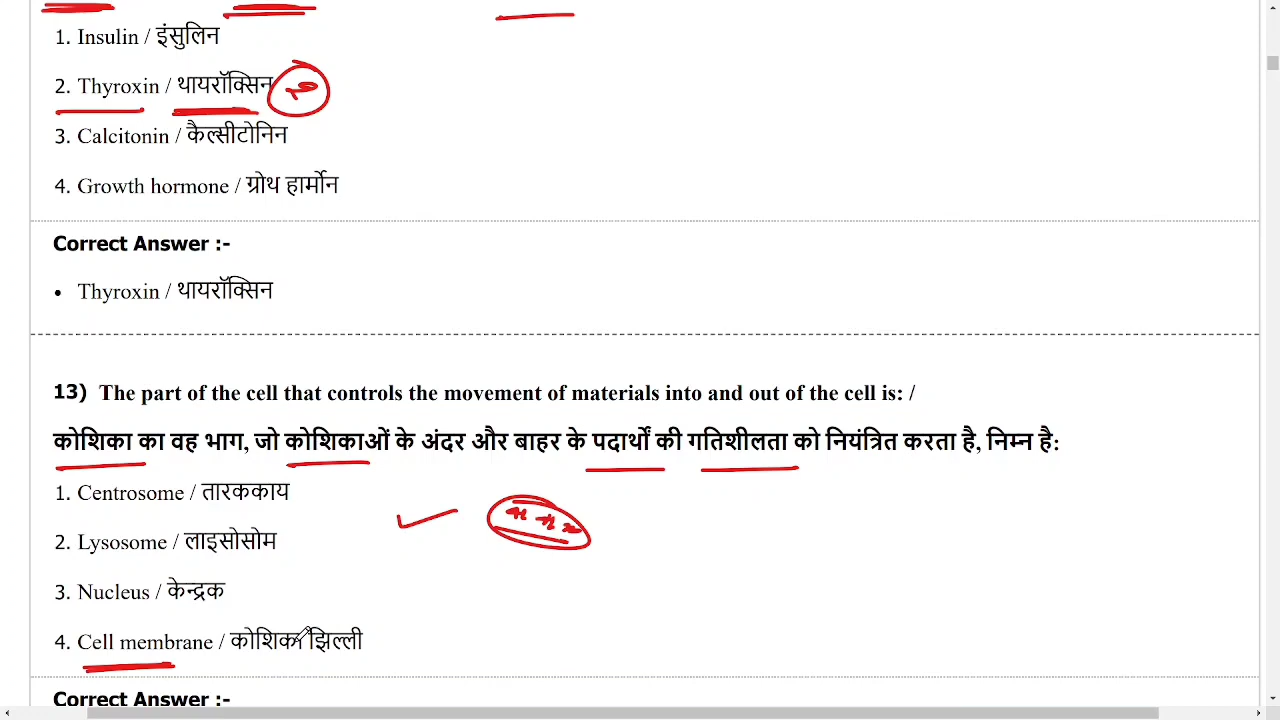 1. Insulin / इंसुलिन
2. Thyroxin / थायरॉक्सिन
3. Calcitonin / कैल्सीटोनिन
4. Growth hormone / ग्रोथ हार्मोन
Correct Answer :-
• Thyroxin / थायरॉक्सिन
13) The part of the cell that controls the movement of materials into and out of the cell is: /
कोशिका का वह भाग, जो कोशिकाओं के अंदर और बाहर के पदार्थों की गतिशीलता को नियंत्रित करता है, निम्न है:
1. Centrosome / तारककाय
2. Lysosome / लाइसोसोम
3. Nucleus / केन्द्रक
4. Cell membrane / कोशिका झिल्ली
Correct Answer :-